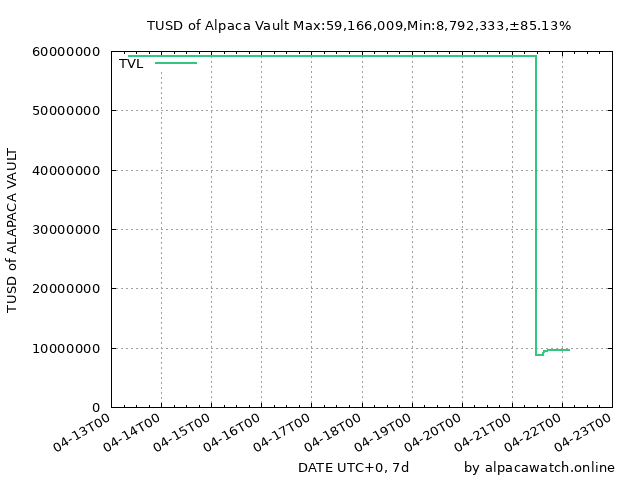 TUSD of Alpaca Vault Max:59,166,009,Min:8,792,333,±85.13%
TUSD of ALAPACA VAULT
TVL
60000000
50000000
40000000
30000000
20000000
10000000
0
04-13T00
04-14T00
04-15T00
04-16T00
04-17T00
04-18T00
04-19T00
04-20T00
04-21T00
04-22T00
04-23T00
DATE UTC+0, 7d
by alpacawatch.online